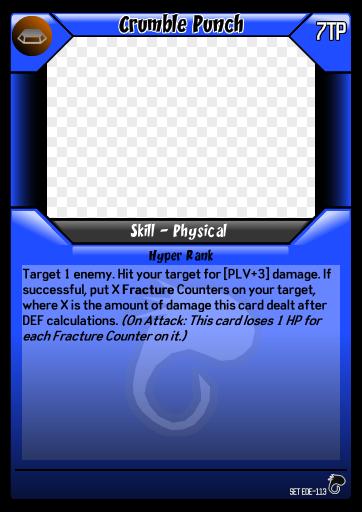 Crumble Punch
7TP
Skill - Physical
Hyper Rank
Target 1 enemy. Hit your target for [PLV+3] damage. If
successful, put X Fracture Counters on your target,
where X is the amount of damage this card dealt after
DEF calculations. (On Attack: This card loses 1 HP for
each Fracture Counter on it.)
SET EOE-113